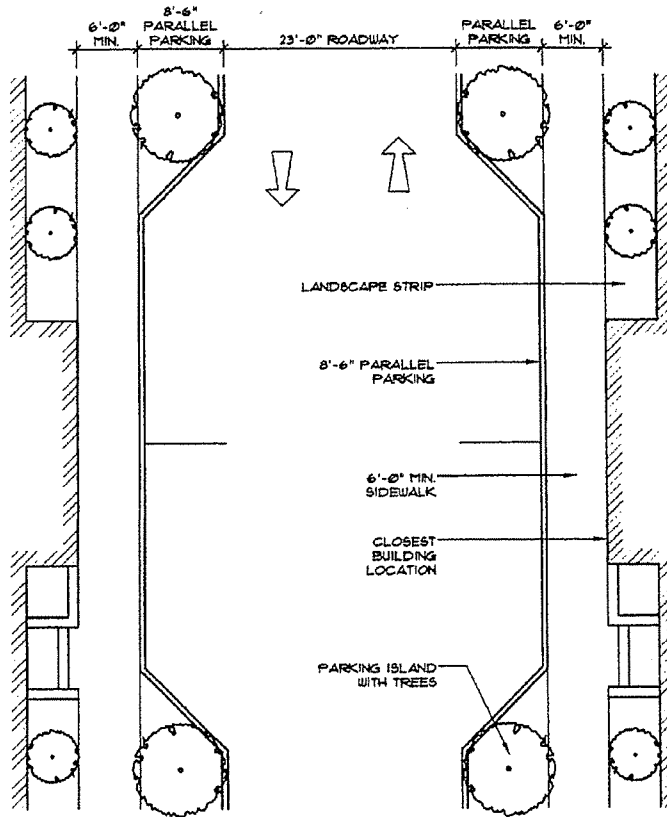 6'-0" MIN.
8'-6" PARALLEL PARKING
23'-0" ROADWAY
PARALLEL PARKING
6'-0" MIN.
LANDSCAPE STRIP
8'-6" PARALLEL
PARKING
6'-0" MIN.
SIDEWALK
CLOSEST
BUILDING
LOCATION
PARKING ISLAND
WITH TREES